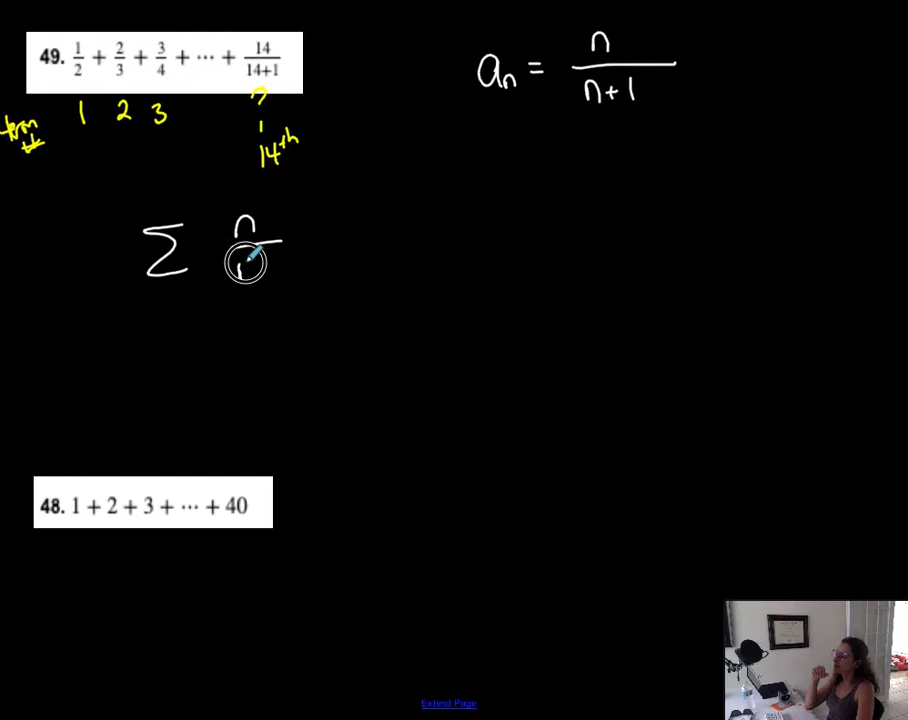 49. 1/2 + 2/3 + 3/4 + ··· + 14/14+1
term # 1 2 3 14th
aₙ = n/n+1
Σ n
48. 1 + 2 + 3 + ··· + 40
Extend Page